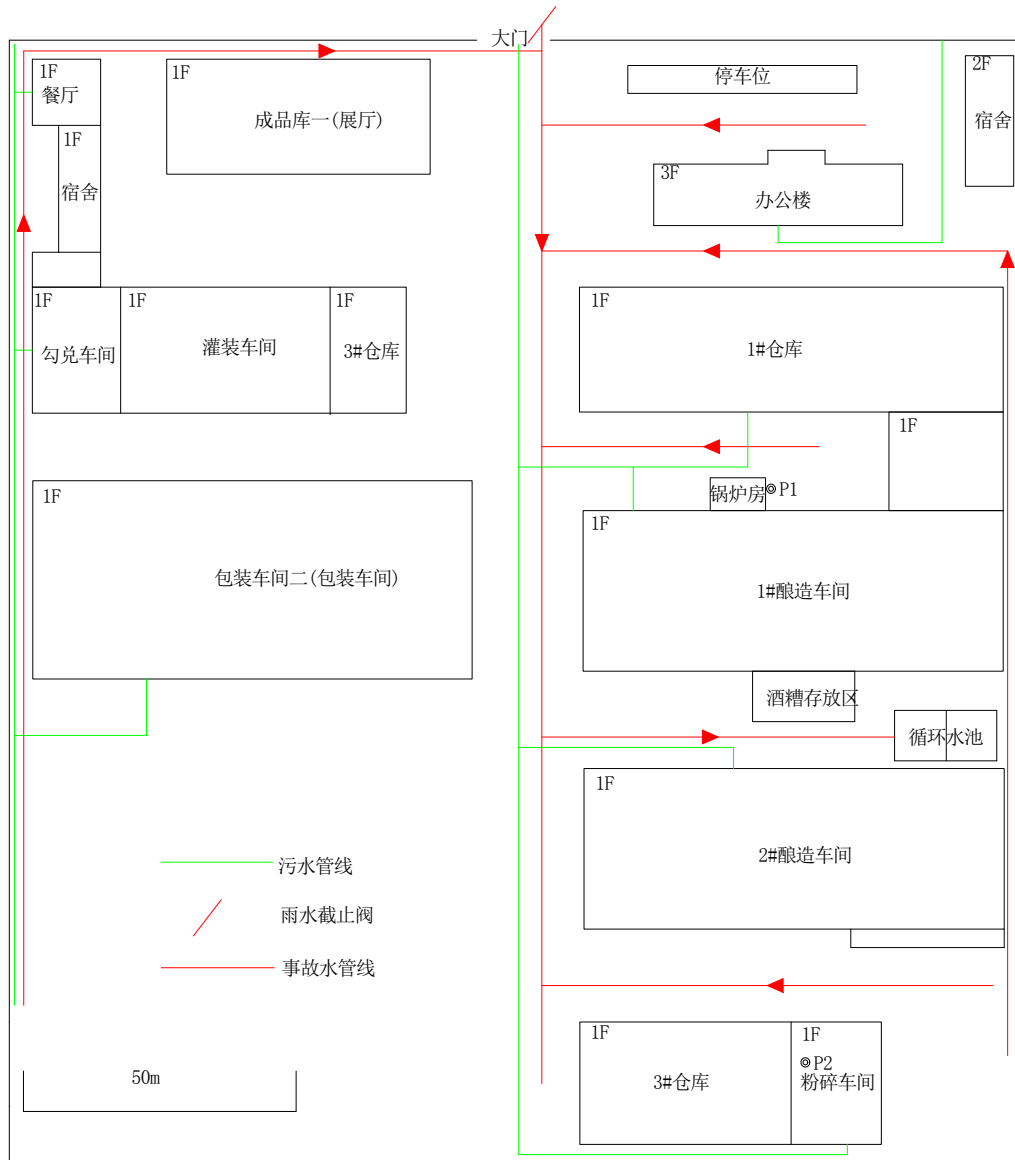 大门
1F
餐厅
1F
成品库一(展厅)
停车位
2F
宿舍
1F
宿舍
3F
办公楼
1F
勾兑车间
1F
灌装车间
1F
3#仓库
1F
1#仓库
1F
锅炉房
P1
1F
包装车间二(包装车间)
1F
1#酿造车间
酒糟存放区
循环水池
1F
2#酿造车间
污水管线
雨水截止阀
事故水管线
1F
3#仓库
1F
P2
粉碎车间
50m